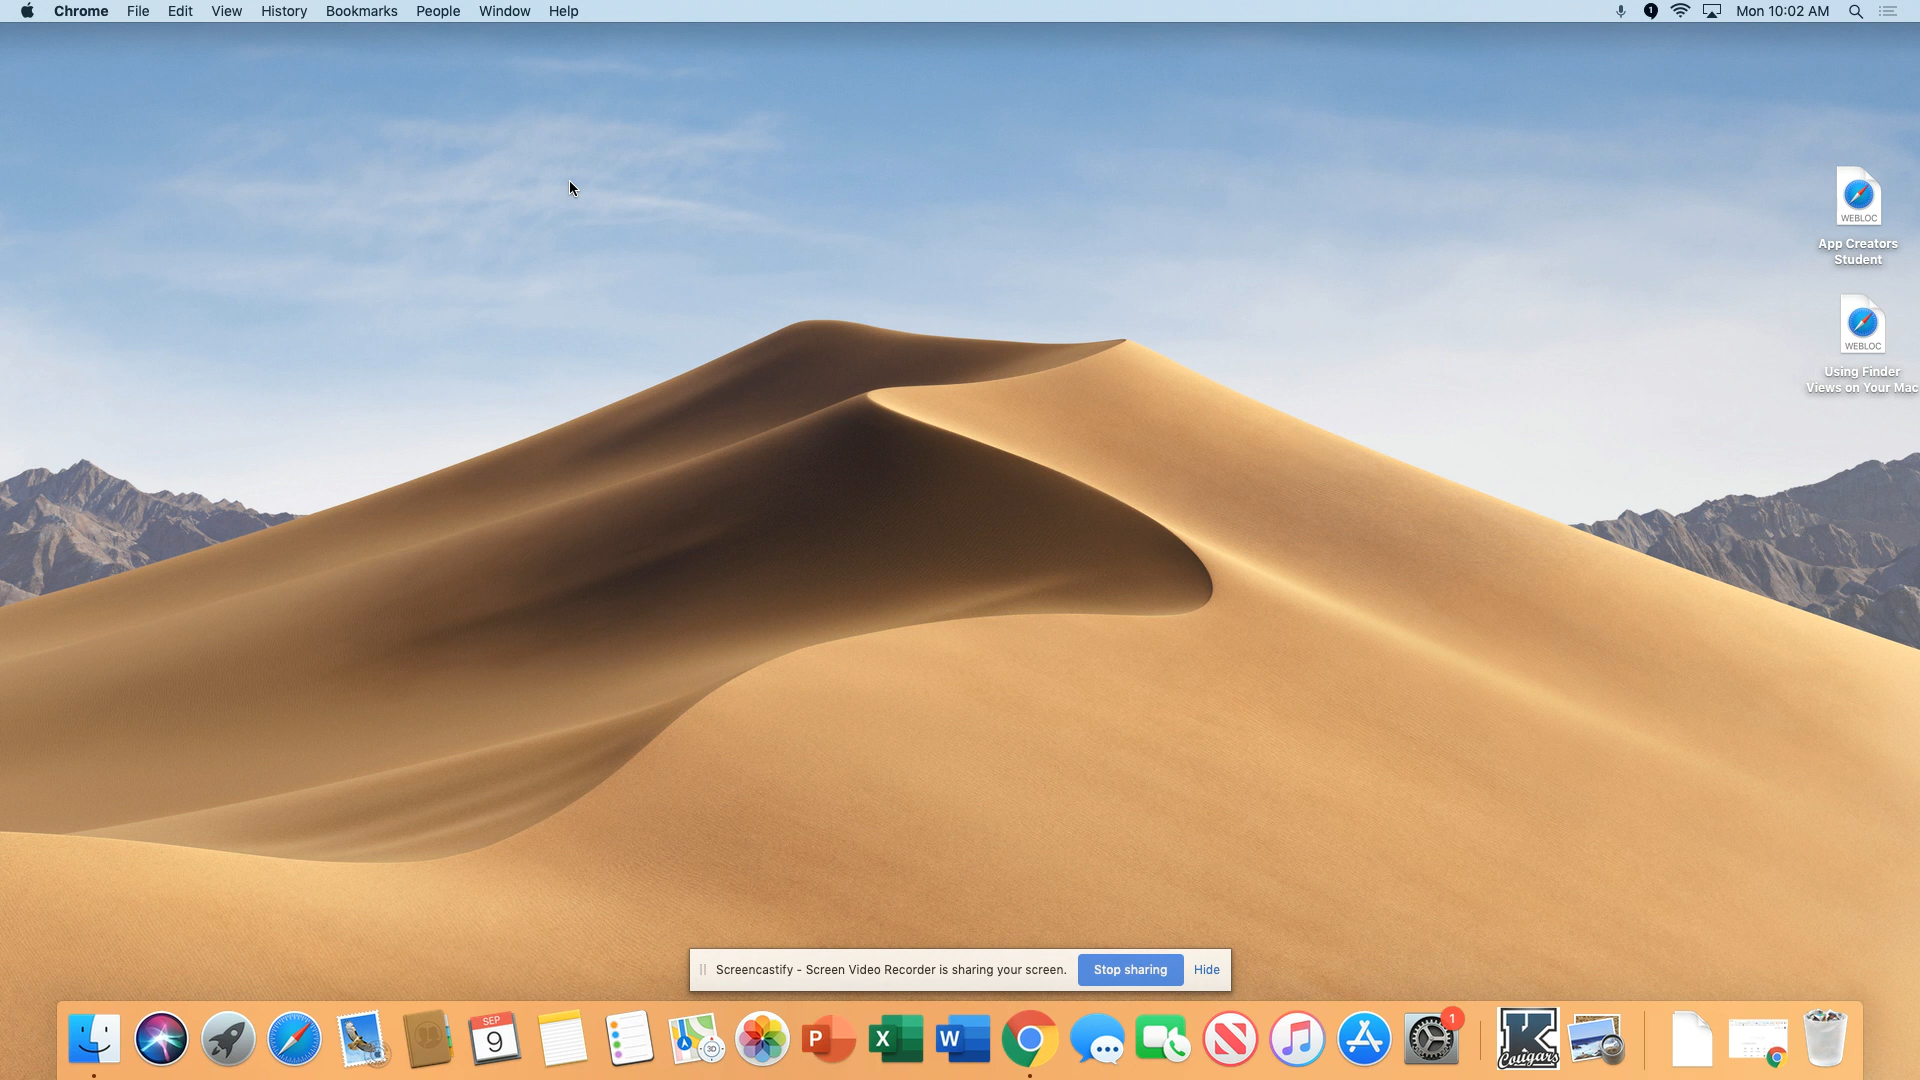 Chrome File Edit View History Bookmarks People Window Help
1 Mon 10:02 AM
WEBLOC
App Creators
Student
WEBLOC
Using Finder
Views on Your Mac
Screencastify - Screen Video Recorder is sharing your screen. Stop sharing Hide
SEP
9
3D
P
X
W
1
K
Cougars